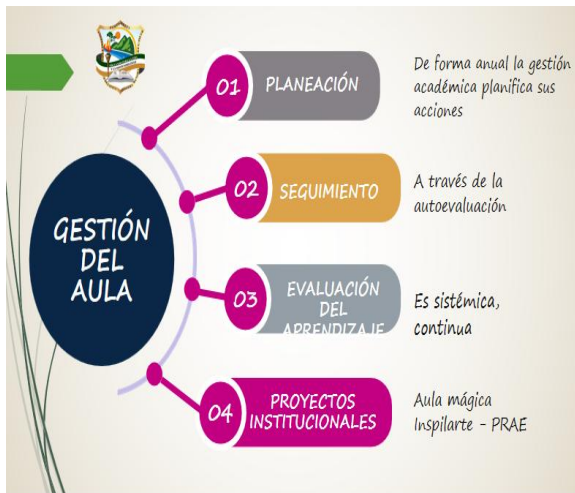 01
PLANEACIÓN
De forma anual la gestión
académica planifica sus
acciones
02
SEGUIMIENTO
A través de la
autoevaluación
GESTIÓN
DEL
AULA
03
EVALUACIÓN
DEL
APRENDIZAJE
Es sistémica,
continua
04
PROYECTOS
INSTITUCIONALES
Aula mágica
Inspilarte - PRAE